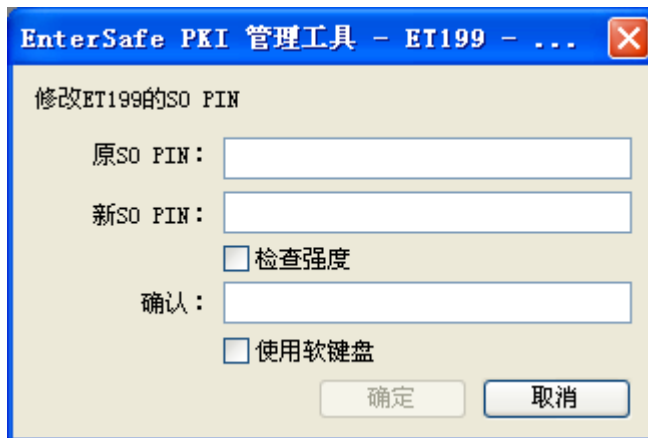 EnterSafe PKI 管理工具 - ET199 - ...
修改ET199的SO PIN
原SO PIN：
新SO PIN：
检查强度
确认：
使用软键盘
确定 取消